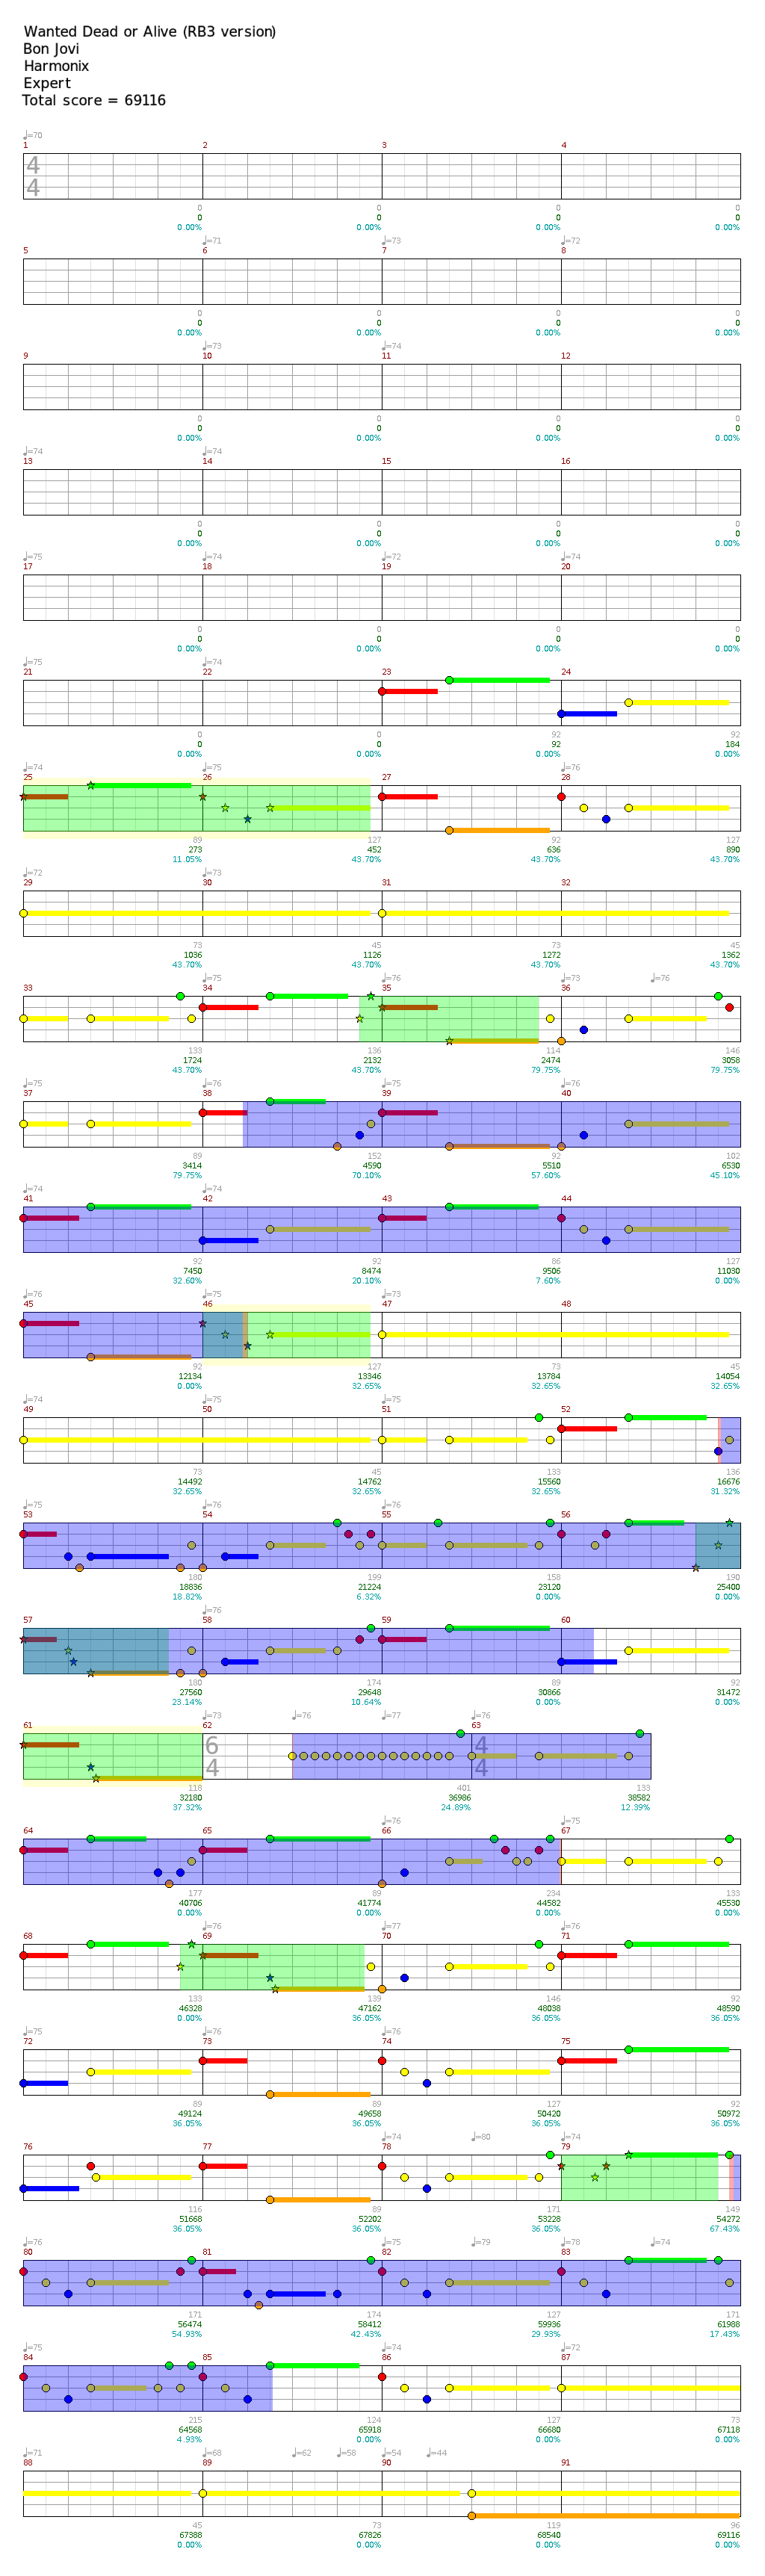 Wanted Dead or Alive (RB3 version)
Bon Jovi
Harmonix
Expert
Total score = 69116
♩=70
1 2 3 4
4
4
0 0 0 0
0 0 0 0
0.00% 0.00% 0.00% 0.00%
♩=71 ♩=73 ♩=72
5 6 7 8
0 0 0 0
0 0 0 0
0.00% 0.00% 0.00% 0.00%
♩=73 ♩=74
9 10 11 12
0 0 0 0
0 0 0 0
0.00% 0.00% 0.00% 0.00%
♩=74 ♩=74
13 14 15 16
0 0 0 0
0 0 0 0
0.00% 0.00% 0.00% 0.00%
♩=75 ♩=74 ♩=72 ♩=74
17 18 19 20
0 0 0 0
0 0 0 0
0.00% 0.00% 0.00% 0.00%
♩=75 ♩=74
21 22 23 24
0 0 92 92
0 0 92 184
0.00% 0.00% 0.00% 0.00%
♩=74 ♩=75 ♩=76
25 26 27 28
89 127 92 127
273 452 636 890
11.05% 43.70% 43.70% 43.70%
♩=72 ♩=73
29 30 31 32
73 45 73 45
1036 1126 1272 1362
43.70% 43.70% 43.70% 43.70%
♩=75 ♩=76 ♩=73 ♩=76
33 34 35 36
133 136 114 146
1724 2132 2474 3058
43.70% 43.70% 79.75% 79.75%
♩=75 ♩=76 ♩=75 ♩=76
37 38 39 40
89 152 92 102
3414 4590 5510 6530
79.75% 70.10% 57.60% 45.10%
♩=74 ♩=74
41 42 43 44
92 92 86 127
7450 8474 9506 11030
32.60% 20.10% 7.60% 0.00%
♩=76 ♩=75 ♩=73
45 46 47 48
92 127 73 45
12134 13346 13784 14054
0.00% 32.65% 32.65% 32.65%
♩=74 ♩=75 ♩=75
49 50 51 52
73 45 133 136
14492 14762 15560 16676
32.65% 32.65% 32.65% 31.32%
♩=75 ♩=76 ♩=76
53 54 55 56
180 199 158 190
18836 21224 23120 25400
18.82% 6.32% 0.00% 0.00%
♩=76
57 58 59 60
180 174 89 92
27560 29648 30866 31472
23.14% 10.64% 0.00% 0.00%
♩=73 ♩=76 ♩=77 ♩=76
61 62 63
6 4
4 4
118 401 133
32180 36986 38582
37.32% 24.89% 12.39%
♩=76 ♩=75
64 65 66 67
177 89 234 133
40706 41774 44582 45530
0.00% 0.00% 0.00% 0.00%
♩=76 ♩=77 ♩=76
68 69 70 71
133 139 146 92
46328 47162 48038 48590
0.00% 36.05% 36.05% 36.05%
♩=75 ♩=76 ♩=76
72 73 74 75
89 89 127 92
49124 49658 50420 50972
36.05% 36.05% 36.05% 36.05%
♩=74 ♩=80 ♩=74
76 77 78 79
116 89 171 149
51668 52202 53228 54272
36.05% 36.05% 36.05% 67.43%
♩=76 ♩=75 ♩=79 ♩=78 ♩=74
80 81 82 83
171 174 127 171
56474 58412 59936 61988
54.93% 42.43% 29.93% 17.43%
♩=75 ♩=74 ♩=72
84 85 86 87
215 124 127 73
64568 65918 66680 67118
4.93% 0.00% 0.00% 0.00%
♩=71 ♩=68 ♩=62 ♩=58 ♩=54 ♩=44
88 89 90 91
45 73 119 96
67388 67826 68540 69116
0.00% 0.00% 0.00% 0.00%